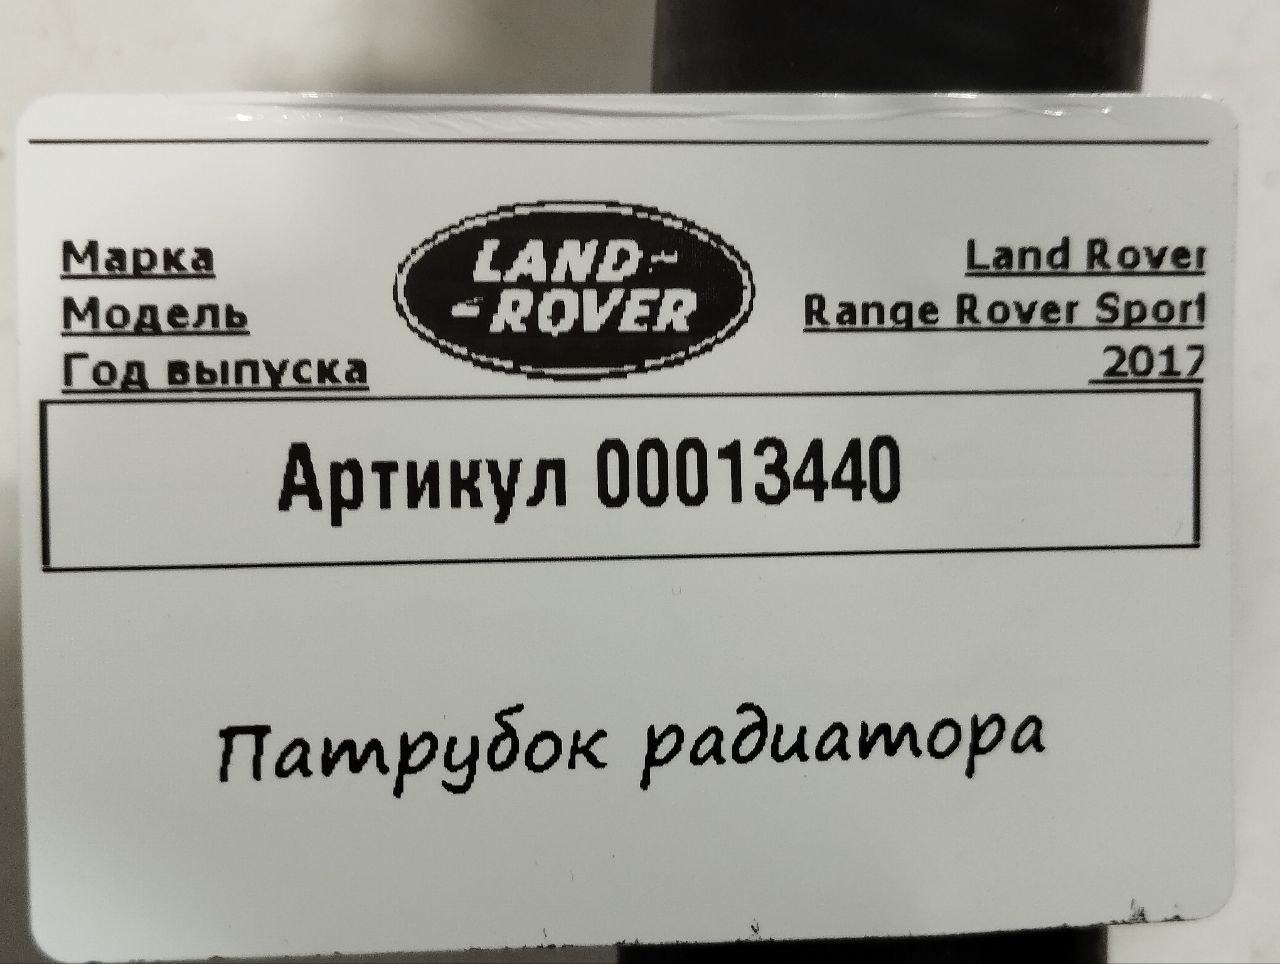 Марка
Модель
Год выпуска
LAND-
-ROVER
Land Rover
Range Rover Sport
2017
Артикул 00013440
Патрубок радиатора